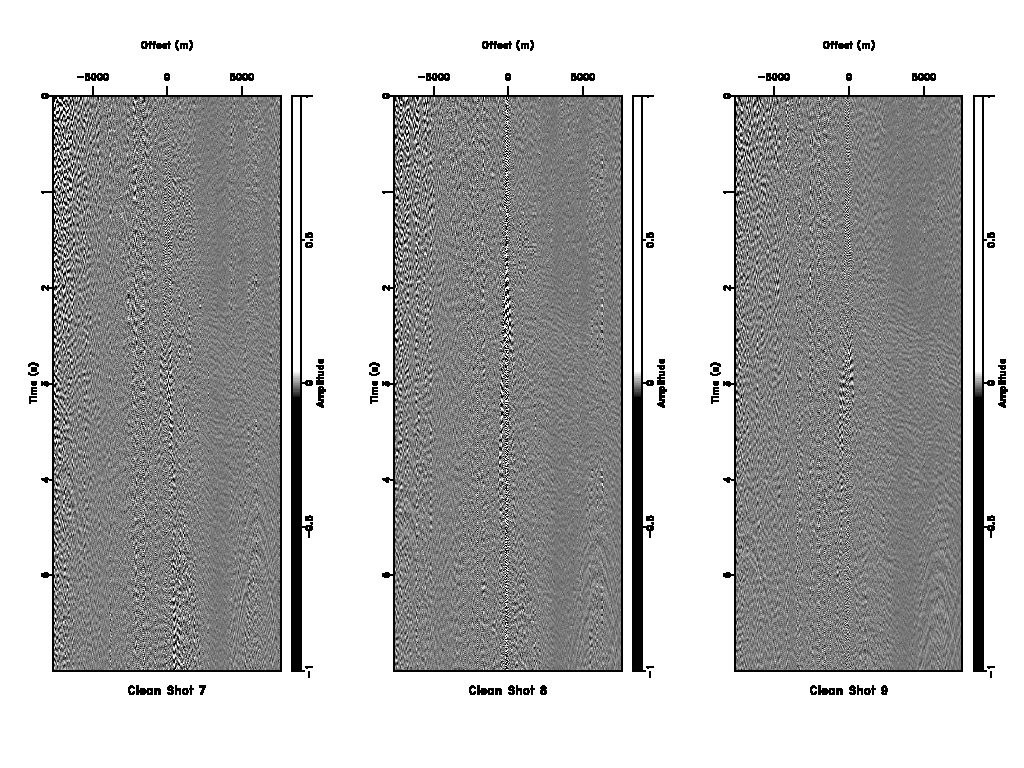 Offset (m) Offset (m) Offset (m)
−5000 0 5000 −5000 0 5000 −5000 0 5000
0 1 0 1 0 1
1 1 1
0.5 0.5 0.5
2 2 2
Time (s) 3 0 Amplitude Time (s) 3 0 Amplitude Time (s) 3 0 Amplitude
4 4 4
−0.5 −0.5 −0.5
5 5 5
−1 −1 −1
Clean Shot 7 Clean Shot 8 Clean Shot 9